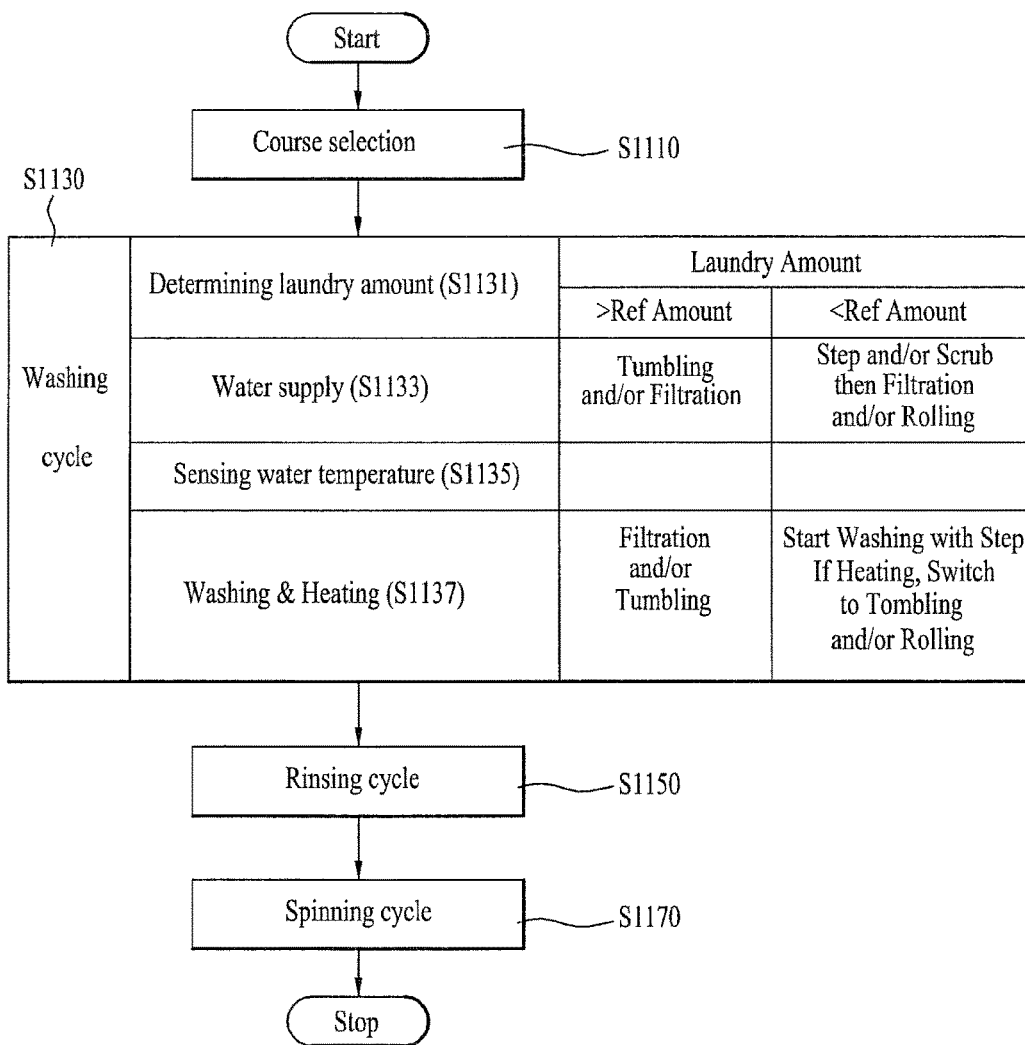 Start
Course selection
S1110
S1130
Washing
cycle
Determining laundry amount (S1131)
Laundry Amount
>Ref Amount
<Ref Amount
Water supply (S1133)
Tumbling
and/or Filtration
Step and/or Scrub
then Filtration
and/or Rolling
Sensing water temperature (S1135)
Washing & Heating (S1137)
Filtration
and/or
Tumbling
Start Washing with Step
If Heating, Switch
to Tombling
and/or Rolling
Rinsing cycle
S1150
Spinning cycle
S1170
Stop